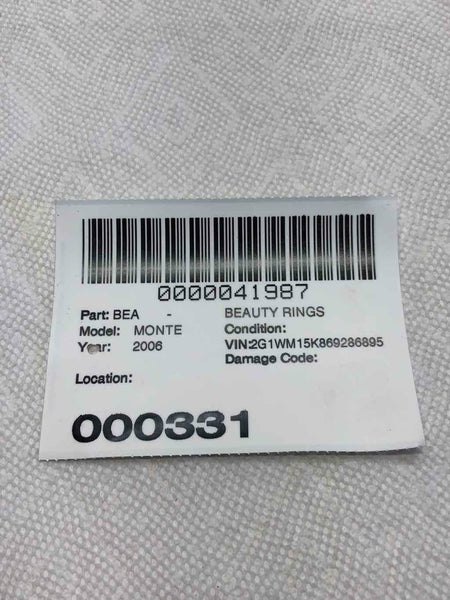 0000041987
Part: BEA - BEAUTY RINGS
Model: MONTE Condition:
Year: 2006 VIN:2G1WM15K869286895
Damage Code:
Location:
000331